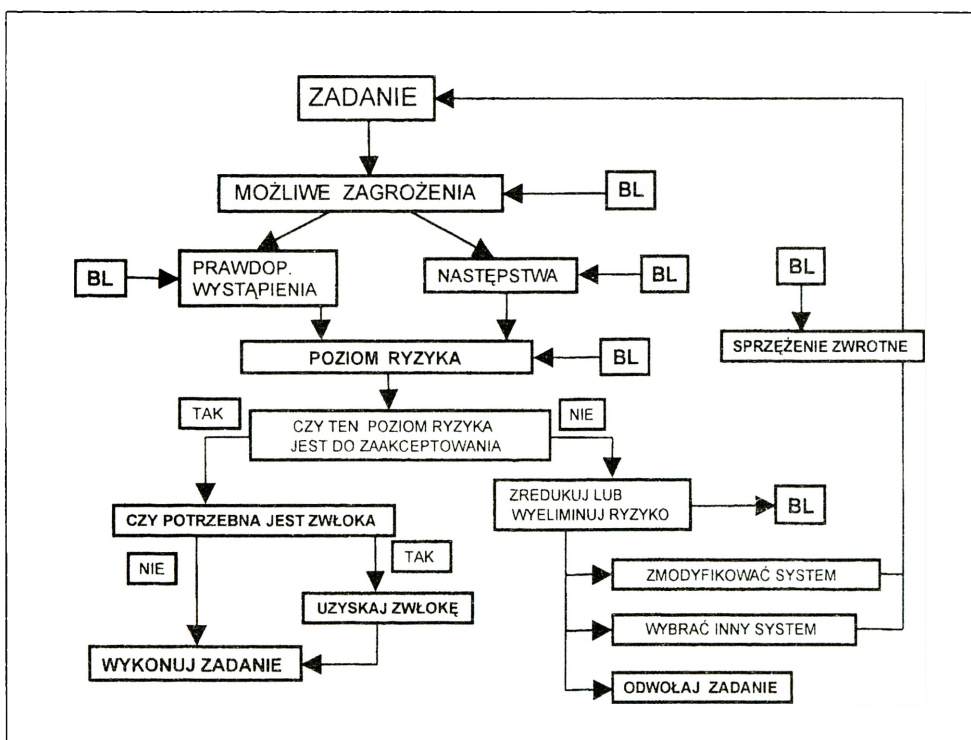 ZADANIE
MOŻLIWE ZAGROŻENIA
BL
BL
PRAWDOP.
WYSTĄPIENIA
NASTĘPSTWA
BL
BL
SPRZĘŻENIE ZWROTNE
POZIOM RYZYKA
BL
TAK
CZY TEN POZIOM RYZYKA
JEST DO ZAAKCEPTOWANIA
NIE
CZY POTRZEBNA JEST ZWŁOKA
ZREDUKUJ LUB
WYELIMINUJ RYZYKO
BL
NIE
TAK
UZYSKAJ ZWŁOKĘ
WYKONUJ ZADANIE
ZMODYFIKOWAĆ SYSTEM
WYBRAĆ INNY SYSTEM
ODWOŁAJ ZADANIE